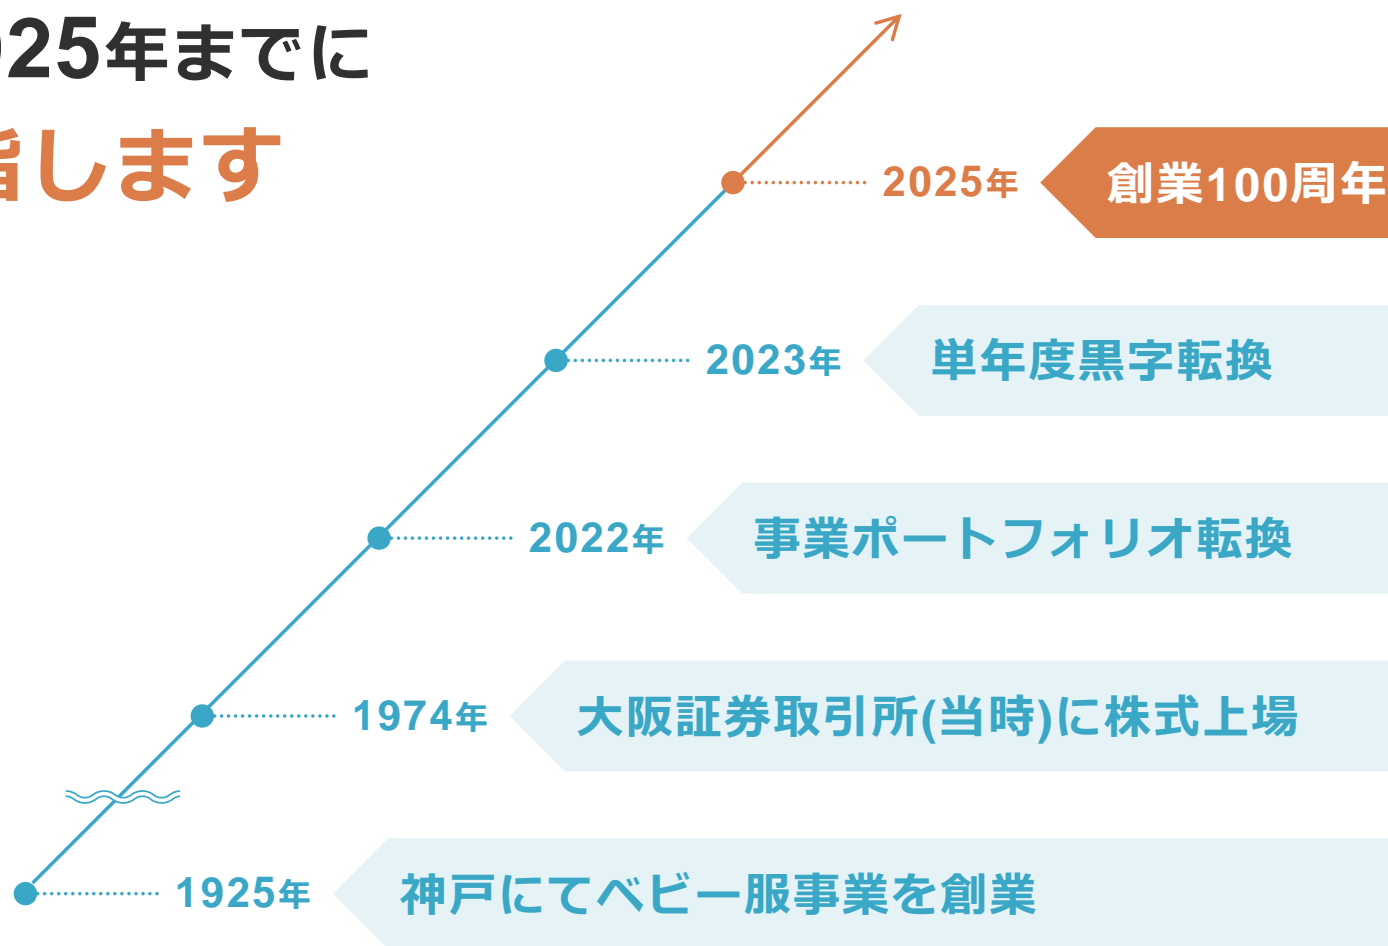 025年までに
指します
2025年 創業100周年
2023年 単年度黒字転換
2022年 事業ポートフォリオ転換
1974年 大阪証券取引所(当時)に株式上場
1925年 神戸にてベビー服事業を創業